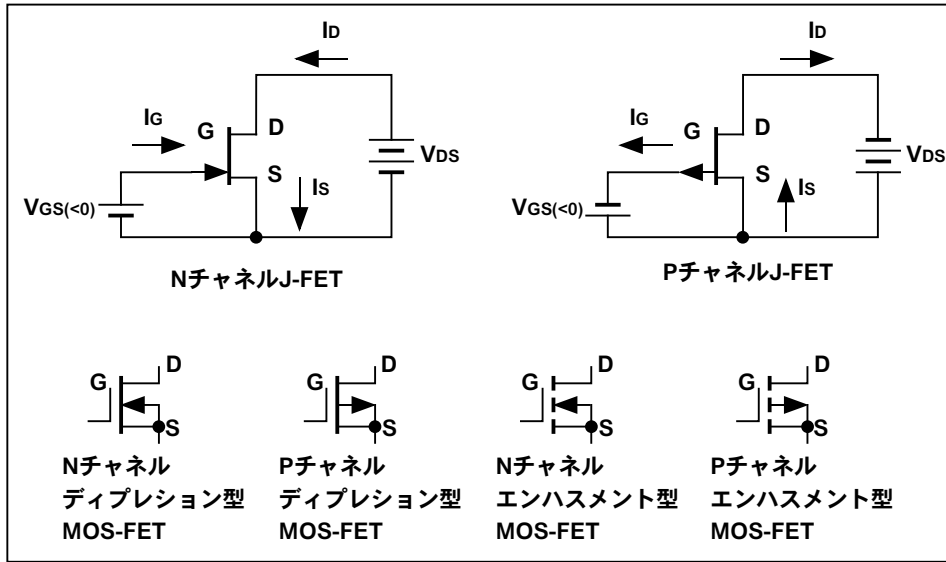 ID
ID
IG
G
D
VDS
S
IS
VGS(<0)
NチャネルJ-FET
IG
G
D
VDS
S
IS
VGS(<0)
PチャネルJ-FET
D
G
S
Nチャネル
ディプレション型
MOS-FET
D
G
S
Pチャネル
ディプレション型
MOS-FET
D
G
S
Nチャネル
エンハスメント型
MOS-FET
D
G
S
Pチャネル
エンハスメント型
MOS-FET